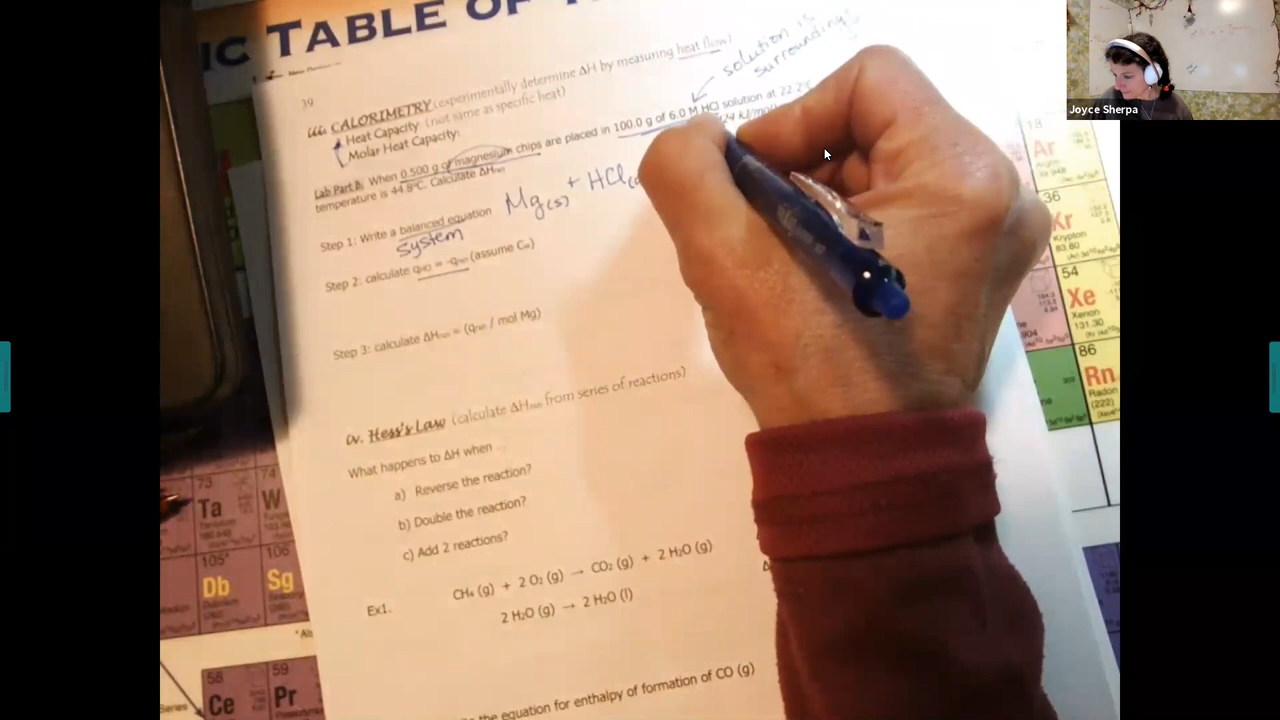 IC TABLE OF
39
iii. CALORIMETRY (experimentally determine ΔH by measuring heat flow)
Heat Capacity: (not same as specific heat)
Molar Heat Capacity:
solution is
surroundings
Lab Part B: When 0.500 g of magnesium chips are placed in 100.0 g of 6.0 M HCl solution at 22.2°C
temperature is 44.8°C. Calculate ΔH
Step 1: Write a balanced equation
Mg(s) + HCl(a
system
Step 2: calculate q = -q (assume C
Step 3: calculate ΔH = (q / mol Mg)
iv. Hess's Law (calculate ΔH from series of reactions)
What happens to ΔH when
a) Reverse the reaction?
b) Double the reaction?
c) Add 2 reactions?
Ex1. CH₄ (g) + 2 O₂ (g) → CO₂ (g) + 2 H₂O (g)
2 H₂O (g) → 2 H₂O (l)
the equation for enthalpy of formation of CO (g)
Joyce Sherpa
18
Ar
Argon
36
Kr
Krypton
83.80
54
Xe
Xenon
131.30
86
Rn
Radon
(222)
73
Ta
74
W
105
Db
106
Sg
58
Ce
59
Pr
Series